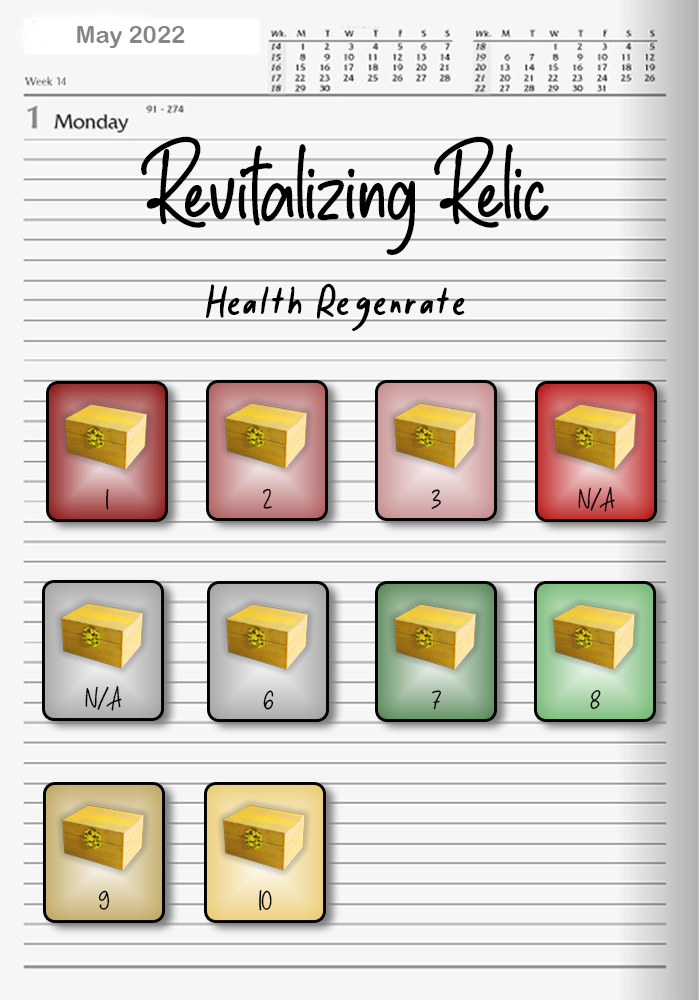 May 2022
Wk. M T W T F S S
14 1 2 3 4 5 6 7
15 8 9 10 11 12 13 14
16 15 16 17 18 19 20 21
17 22 23 24 25 26 27 28
18 29 30
Wk. M T W T F S S
18 1 2 3 4 5
19 6 7 8 9 10 11 12
20 13 14 15 16 17 18 19
21 20 21 22 23 24 25 26
22 27 28 29 30 31
Week 14
1 Monday 91 - 274
Revitalizing Relic
Health Regenrate
1 2 3 N/A
N/A 6 7 8
9 10